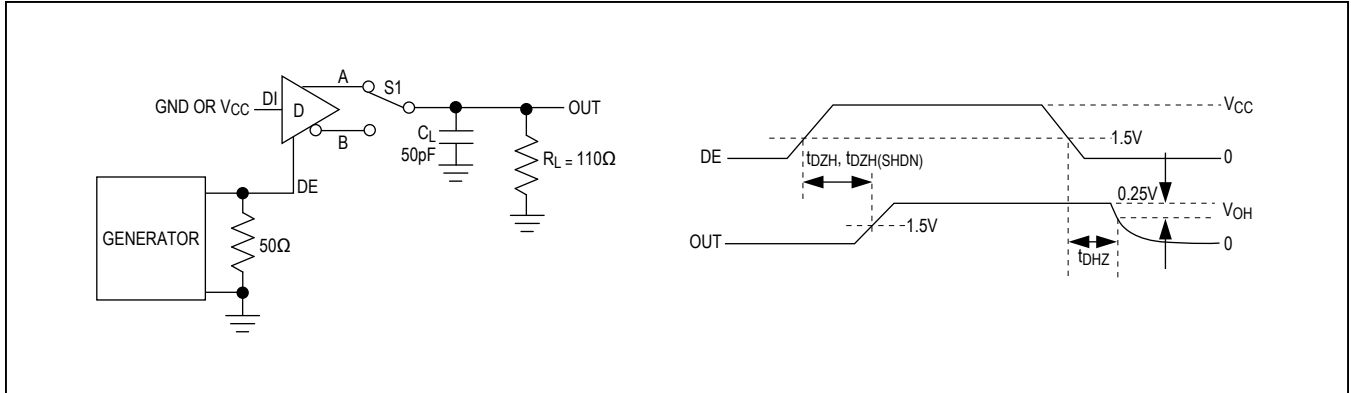 A
S1
GND OR VCC
DI
D
OUT
B
CL
50pF
RL = 110Ω
DE
GENERATOR
50Ω
VCC
1.5V
DE
0
tDZH, tDZH(SHDN)
0.25V
VOH
1.5V
OUT
0
tDHZ